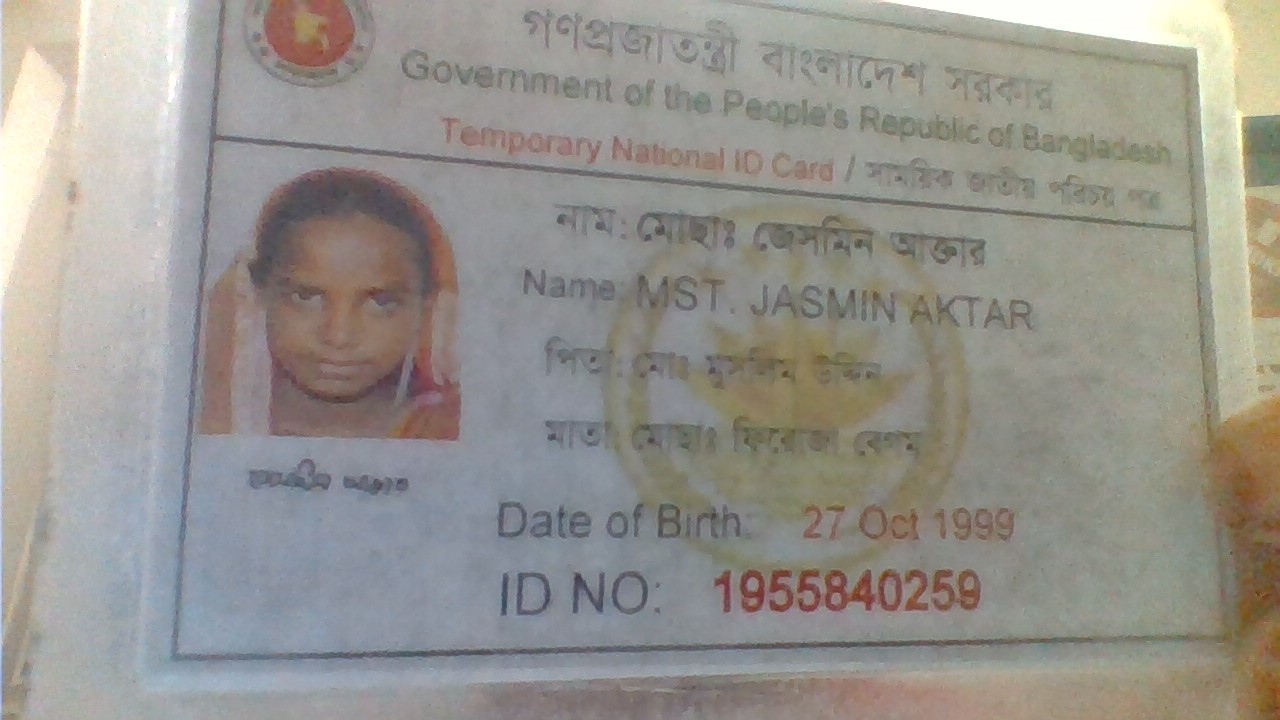 গণপ্রজাতন্ত্রী বাংলাদেশ সরকার
Government of the People's Republic of Bangladesh
Temporary National ID Card / সাময়িক জাতীয় পরিচয় পত্র
নাম: মোছাঃ জেসমিন আক্তার
Name: MST. JASMIN AKTAR
পিতা: মোঃ মুসলিম উদ্দিন
মাতা: মোছাঃ ফিরোজা বেগম
Date of Birth: 27 Oct 1999
ID NO: 1955840259